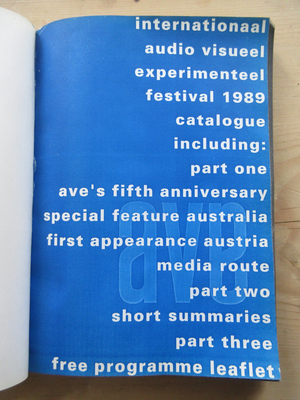 internationaal
audio visueel
experimenteel
festival 1989
catalogue
including:
part one
ave's fifth anniversary
special feature australia
first appearance austria
media route
part two
short summaries
part three
free programme leaflet
ave